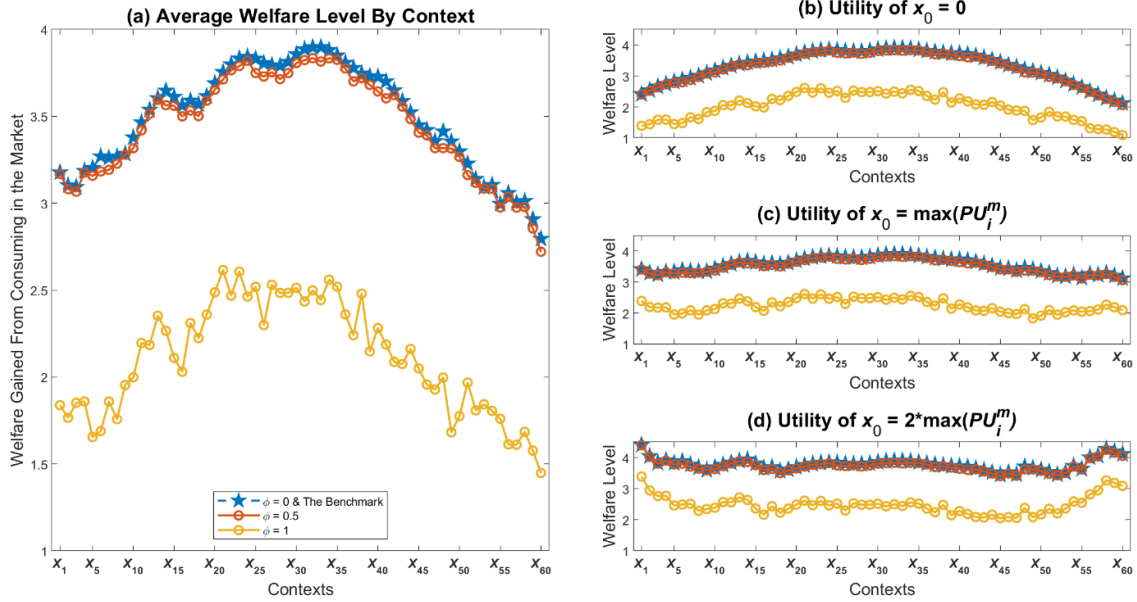 (a) Average Welfare Level By Context
Welfare Gained From Consuming in the Market
4
3.5
3
2.5
2
1.5
1
ϕ = 0 & The Benchmark
ϕ = 0.5
ϕ = 1
x1 x5 x10 x15 x20 x25 x30 x35 x40 x45 x50 x55 x60
Contexts
(b) Utility of x0 = 0
Welfare Level
4
3
2
1
x1 x5 x10 x15 x20 x25 x30 x35 x40 x45 x50 x55 x60
Contexts
(c) Utility of x0 = max(PU_i^m)
Welfare Level
4
3
2
1
x1 x5 x10 x15 x20 x25 x30 x35 x40 x45 x50 x55 x60
Contexts
(d) Utility of x0 = 2*max(PU_i^m)
Welfare Level
4
3
2
1
x1 x5 x10 x15 x20 x25 x30 x35 x40 x45 x50 x55 x60
Contexts